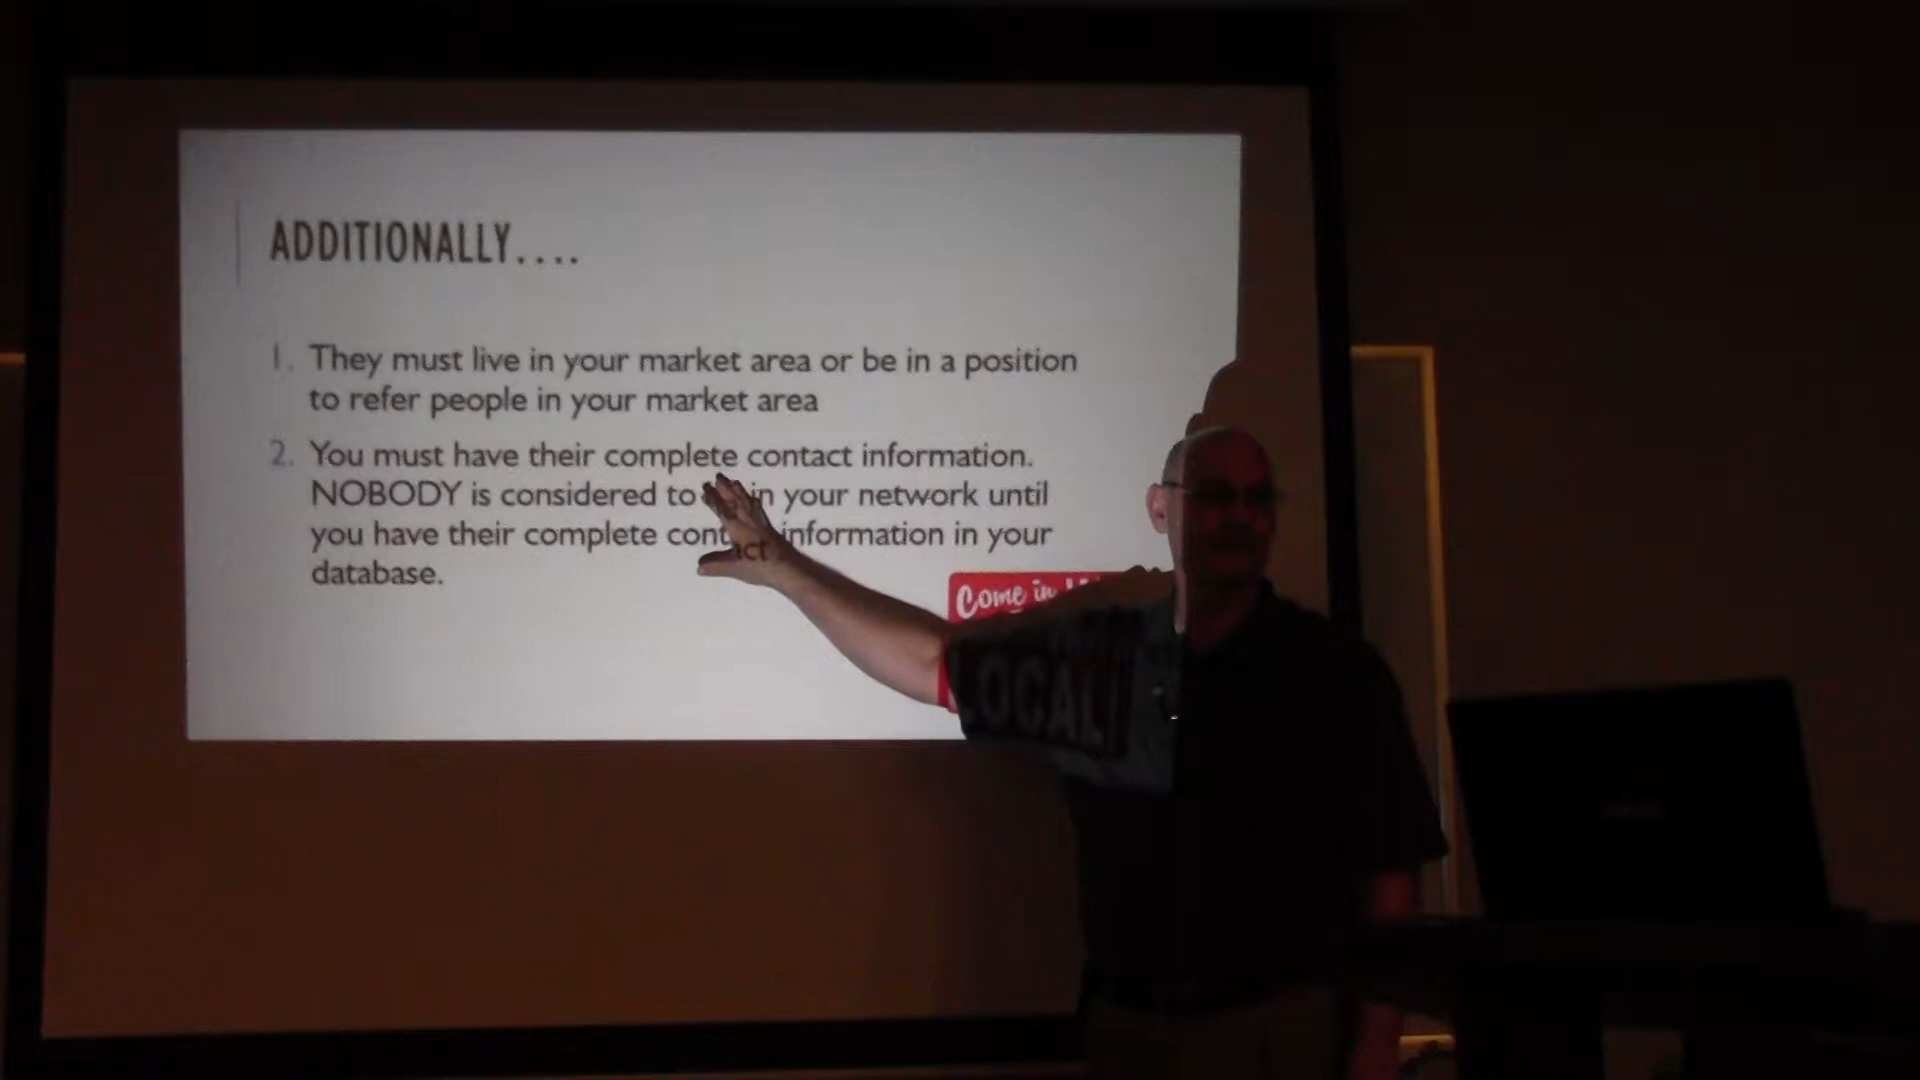 ADDITIONALLY....
1. They must live in your market area or be in a position
to refer people in your market area
2. You must have their complete contact information.
NOBODY is considered to in your network until
you have their complete contact information in your
database.
Come in
LOCAL